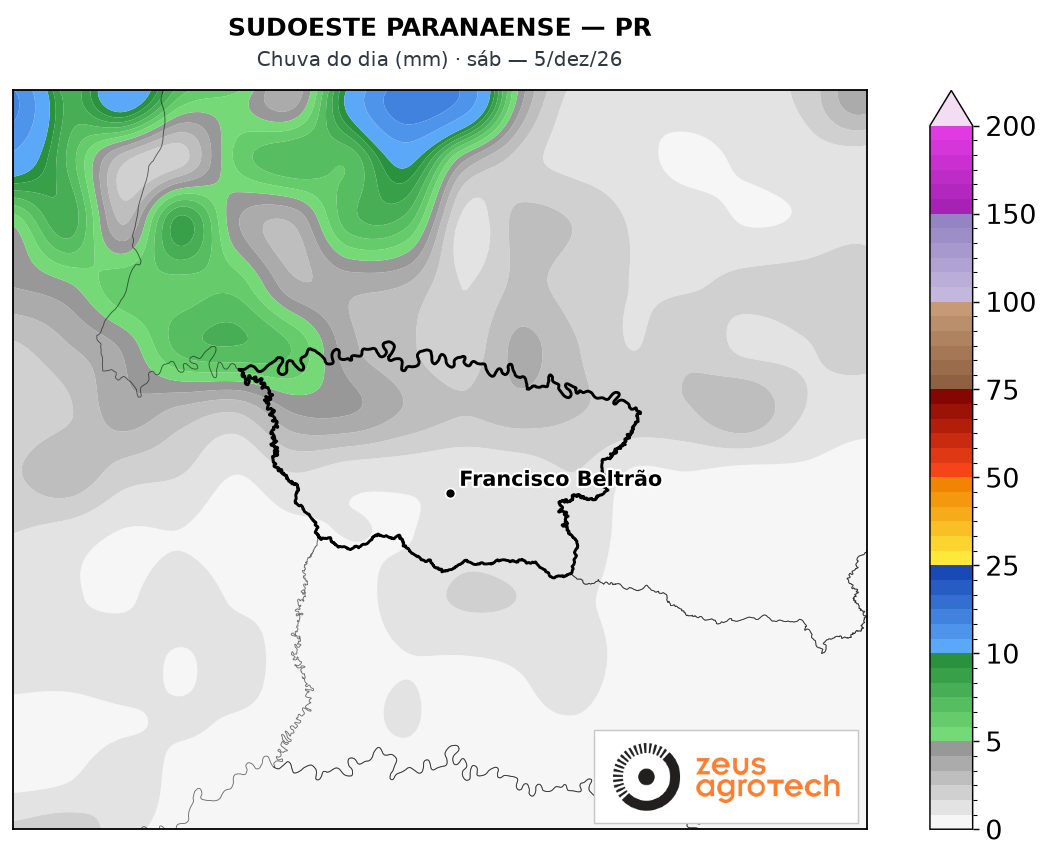 SUDOESTE PARANAENSE — PR
Chuva do dia (mm) · sáb — 5/dez/26
200
150
100
75
50
25
10
5
0
Francisco Beltrão
zeus
agrotech